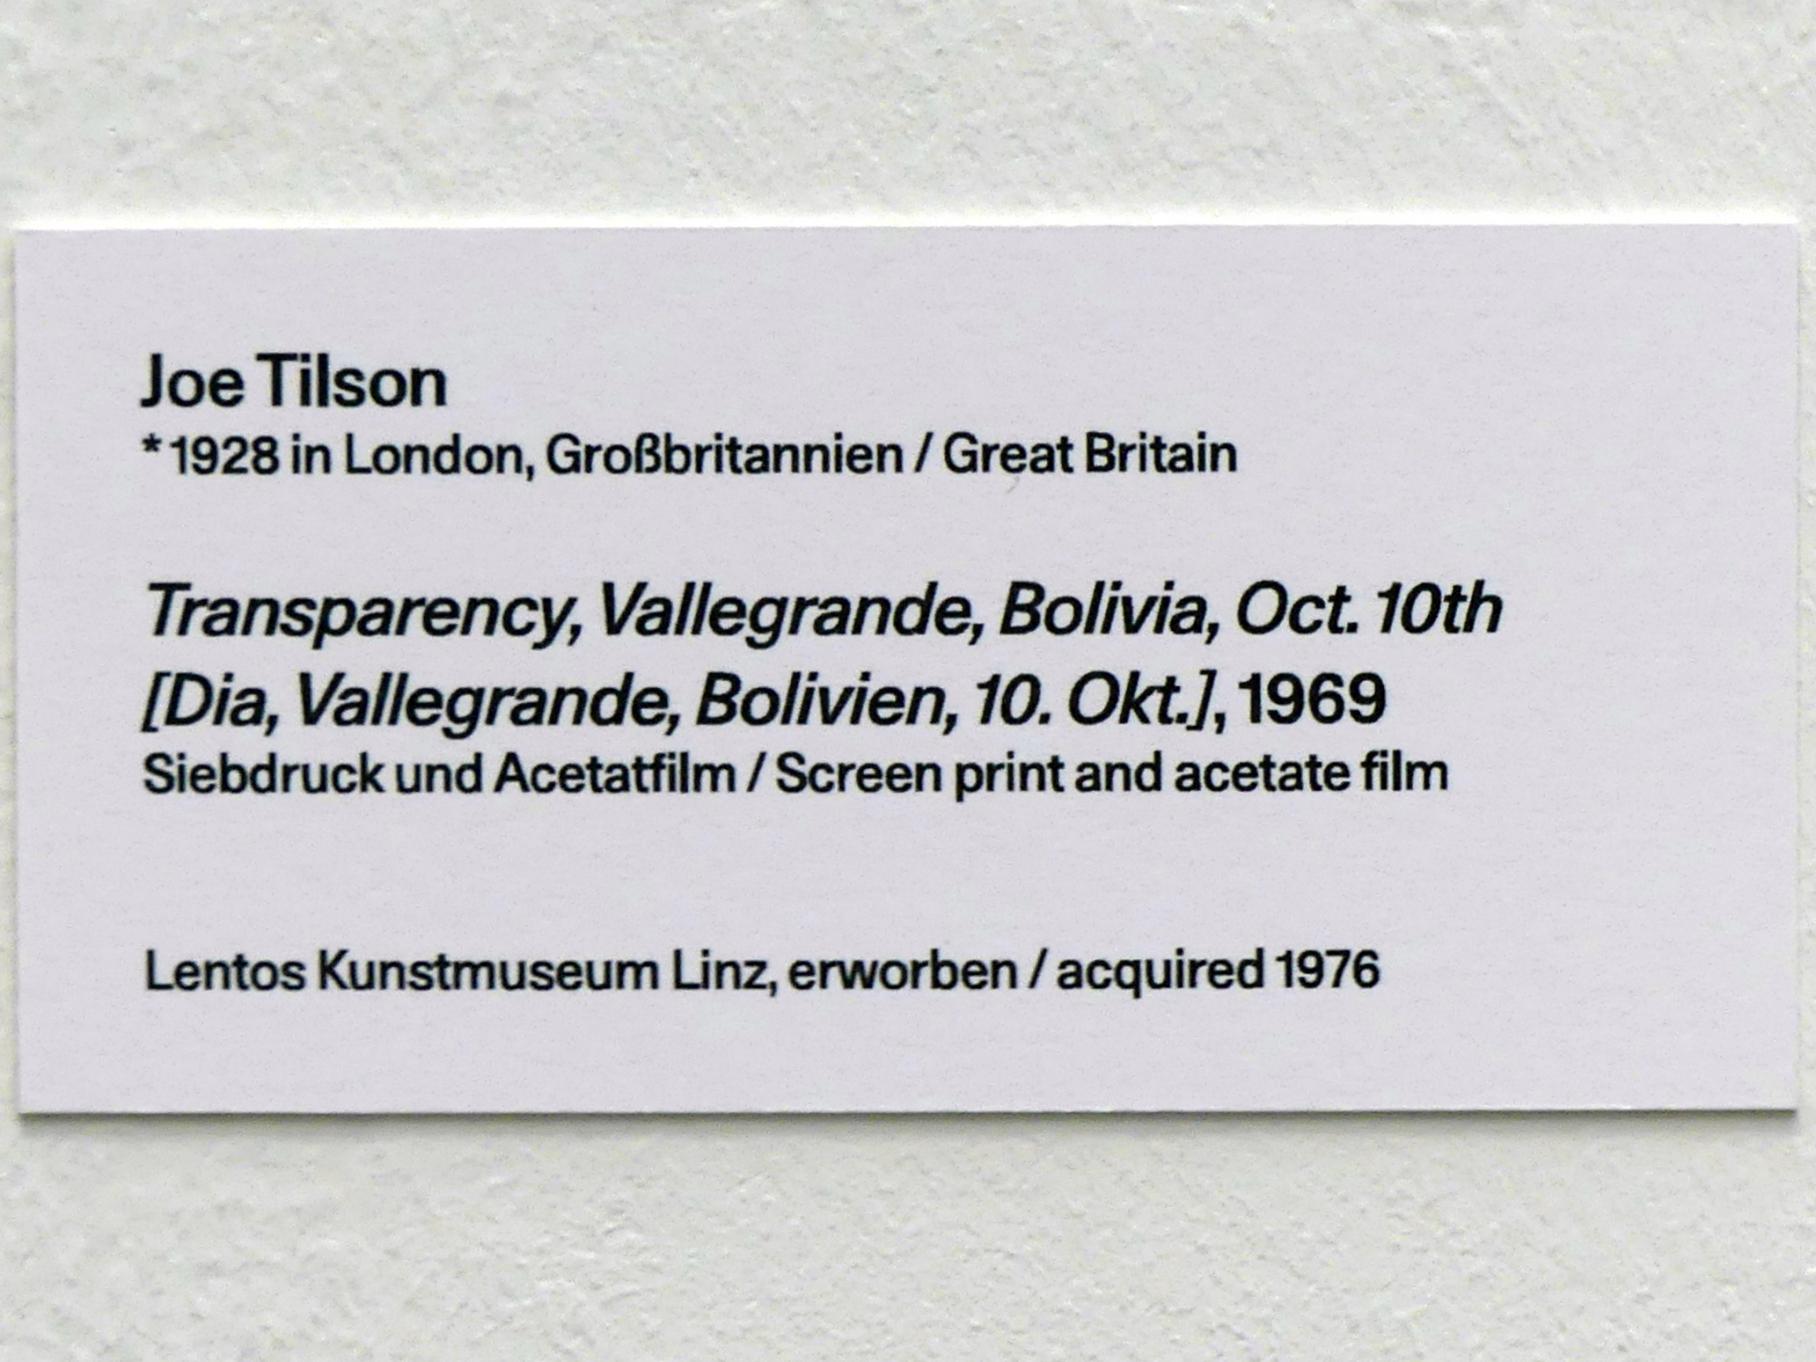 Joe Tilson
* 1928 in London, Großbritannien / Great Britain
Transparency, Vallegrande, Bolivia, Oct. 10th
[Dia, Vallegrande, Bolivien, 10. Okt.], 1969
Siebdruck und Acetatfilm / Screen print and acetate film
Lentos Kunstmuseum Linz, erworben / acquired 1976